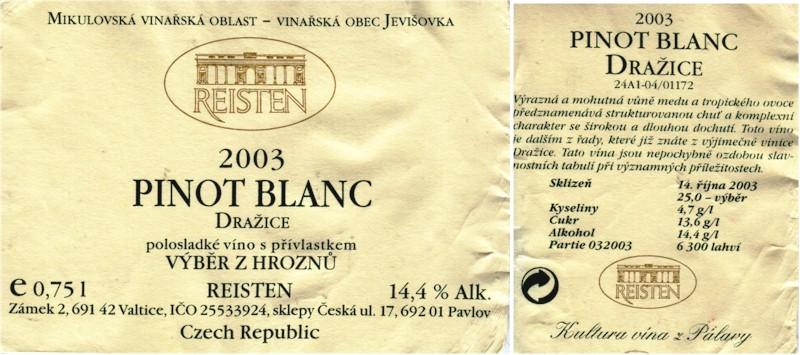 MIKULOVSKÁ VINAŘSKÁ OBLAST – VINAŘSKÁ OBEC JEVIŠOVKA
REISTEN
2003
PINOT BLANC
DRAŽICE
polosladké víno s přívlastkem
VÝBĚR Z HROZNŮ
e 0,75 l REISTEN 14,4 % Alk.
Zámek 2, 691 42 Valtice, IČO 25533924, sklepy Česká ul. 17, 692 01 Pavlov
Czech Republic
2003
PINOT BLANC
DRAŽICE
24A1-04/01172
Výrazná a mohutná vůně medu a tropického ovoce
předznamenává strukturovanou chuť a komplexní
charakter se širokou a dlouhou dochutí. Toto víno
je dalším z řady, které již znáte z výjimečné vinice
Dražice. Tato vína jsou nepochybně ozdobou slav-
nostních tabulí při významných příležitostech.
Sklizeň 14. října 2003
25,0 – výběr
Kyseliny 4,7 g/l
Cukr 13,6 g/l
Alkohol 14,4 g/l
Partie 032003 6 300 lahví
REISTEN
Kultura vína z Pálavy